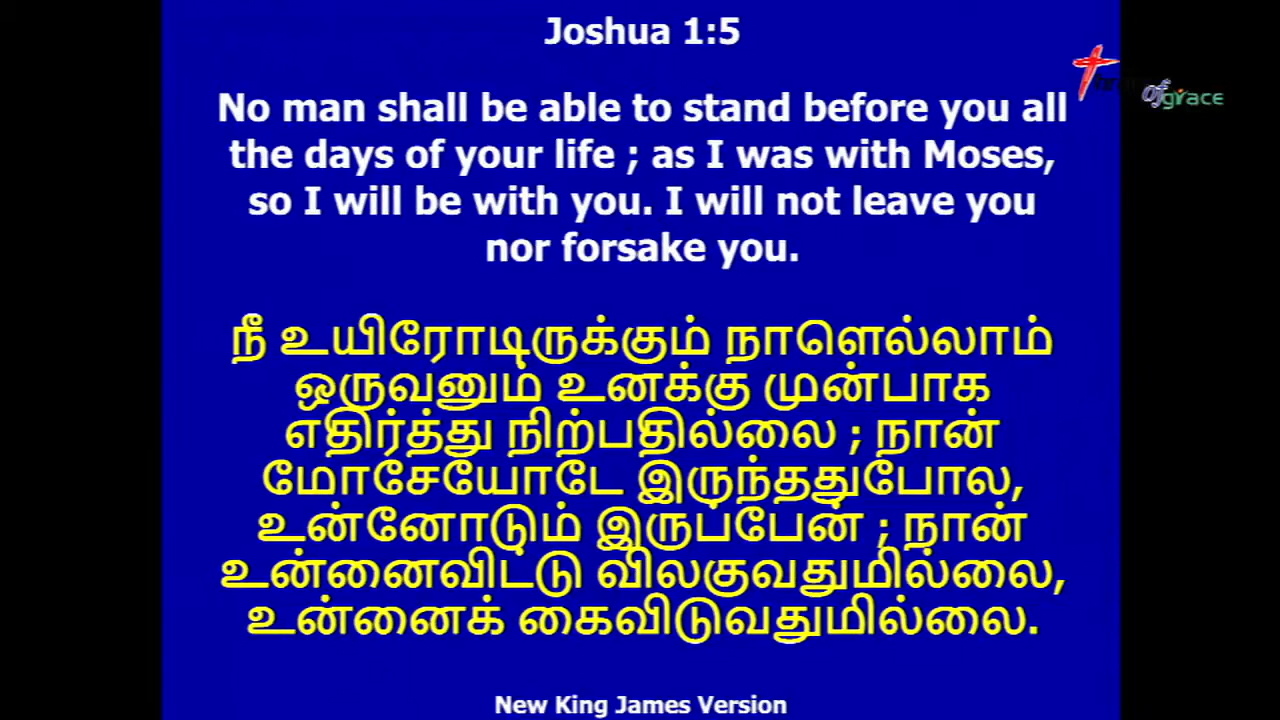 Joshua 1:5
of grace
No man shall be able to stand before you all
the days of your life ; as I was with Moses,
so I will be with you. I will not leave you
nor forsake you.
நீ உயிரோடிருக்கும் நாளெல்லாம்
ஒருவனும் உனக்கு முன்பாக
எதிர்த்து நிற்பதில்லை ; நான்
மோசேயோடே இருந்ததுபோல,
உன்னோடும் இருப்பேன் ; நான்
உன்னைவிட்டு விலகுவதுமில்லை,
உன்னைக் கைவிடுவதுமில்லை.
New King James Version